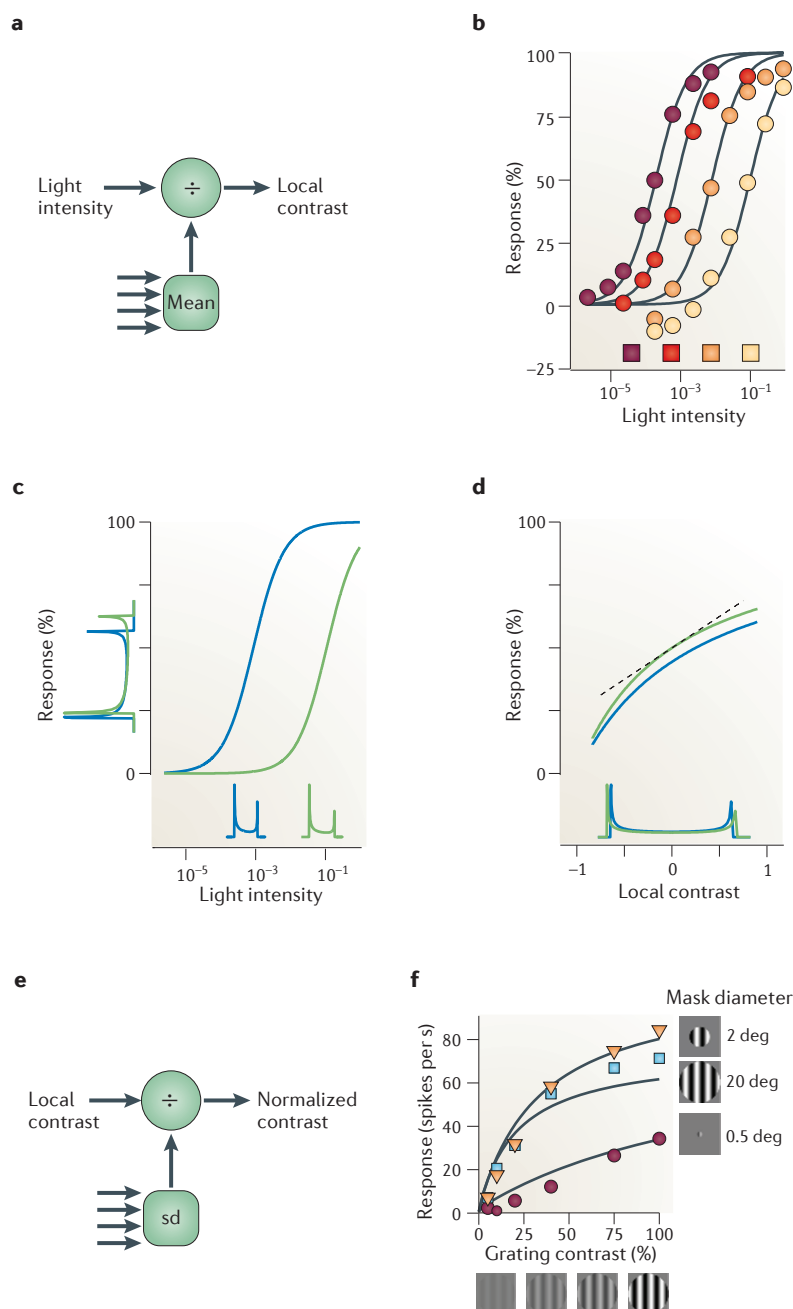 a
Light
intensity
÷
Local
contrast
Mean
b
Response (%)
100
75
50
25
0
−25
10⁻⁵
10⁻³
10⁻¹
Light intensity
c
Response (%)
100
0
10⁻⁵
10⁻³
10⁻¹
Light intensity
d
Response (%)
100
0
−1
0
1
Local contrast
e
Local
contrast
÷
Normalized
contrast
sd
f
Mask diameter
2 deg
20 deg
0.5 deg
Response (spikes per s)
80
60
40
20
0
0
25
50
75
100
Grating contrast (%)